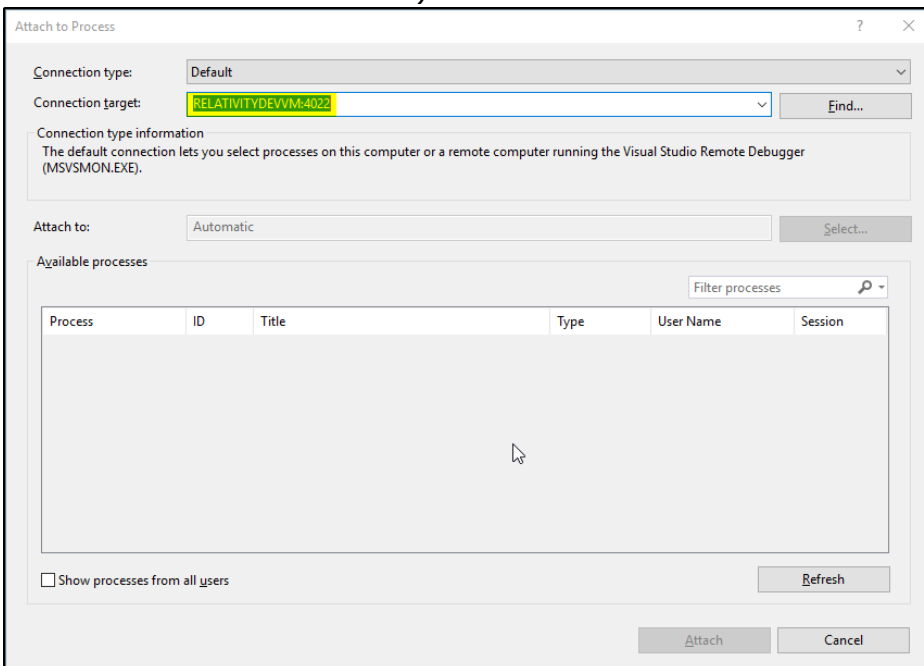 Attach to Process ? ×
Connection type: Default
Connection target: RELATIVITYDEVVM:4022 Find...
Connection type information
The default connection lets you select processes on this computer or a remote computer running the Visual Studio Remote Debugger
(MSVSMON.EXE).
Attach to: Automatic Select...
Available processes
Filter processes
Process ID Title Type User Name Session
Show processes from all users Refresh
Attach Cancel